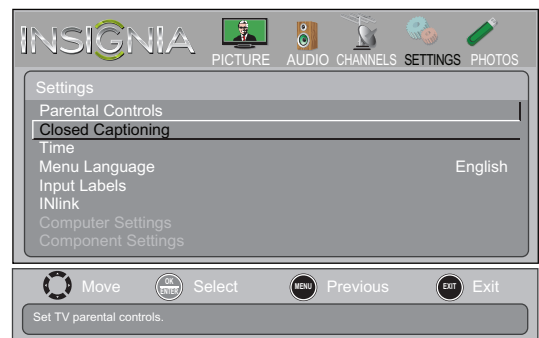 INSIGNIA
PICTURE AUDIO CHANNELS SETTINGS PHOTOS
Settings
Parental Controls
Closed Captioning
Time
Menu Language English
Input Labels
INlink
Computer Settings
Component Settings
Move OK ENTER Select MENU Previous EXIT Exit
Set TV parental controls.